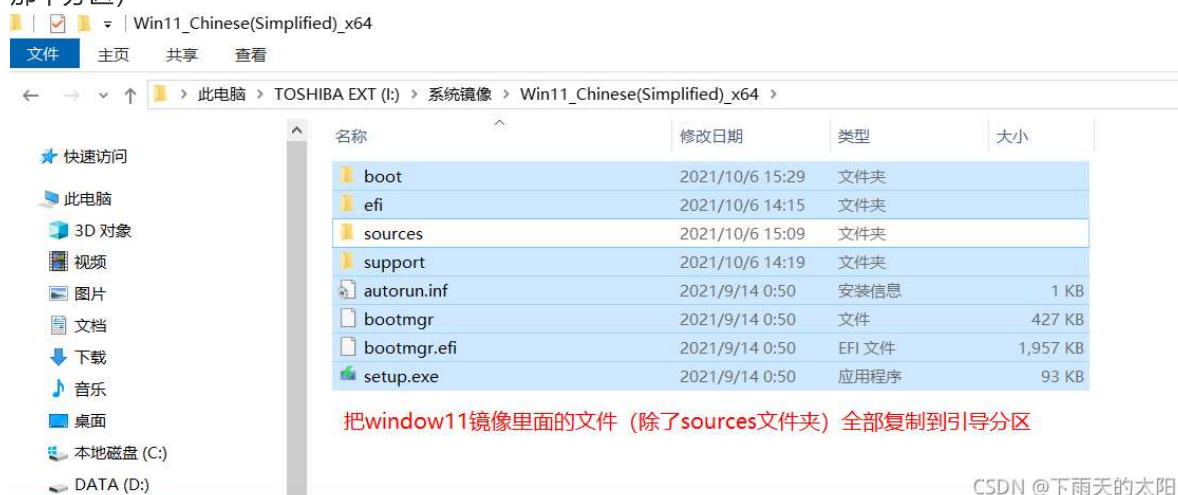 那个分区）
Win11_Chinese(Simplified)_x64
文件 主页 共享 查看
此电脑 > TOSHIBA EXT (I:) > 系统镜像 > Win11_Chinese(Simplified)_x64 >
名称 修改日期 类型 大小
快速访问
此电脑
3D 对象
视频
图片
文档
下载
音乐
桌面
本地磁盘 (C:)
DATA (D:)
boot 2021/10/6 15:29 文件夹
efi 2021/10/6 14:15 文件夹
sources 2021/10/6 15:09 文件夹
support 2021/10/6 14:19 文件夹
autorun.inf 2021/9/14 0:50 安装信息 1 KB
bootmgr 2021/9/14 0:50 文件 427 KB
bootmgr.efi 2021/9/14 0:50 EFI 文件 1,957 KB
setup.exe 2021/9/14 0:50 应用程序 93 KB
把window11镜像里面的文件（除了sources文件夹）全部复制到引导分区
CSDN @下雨天的太阳